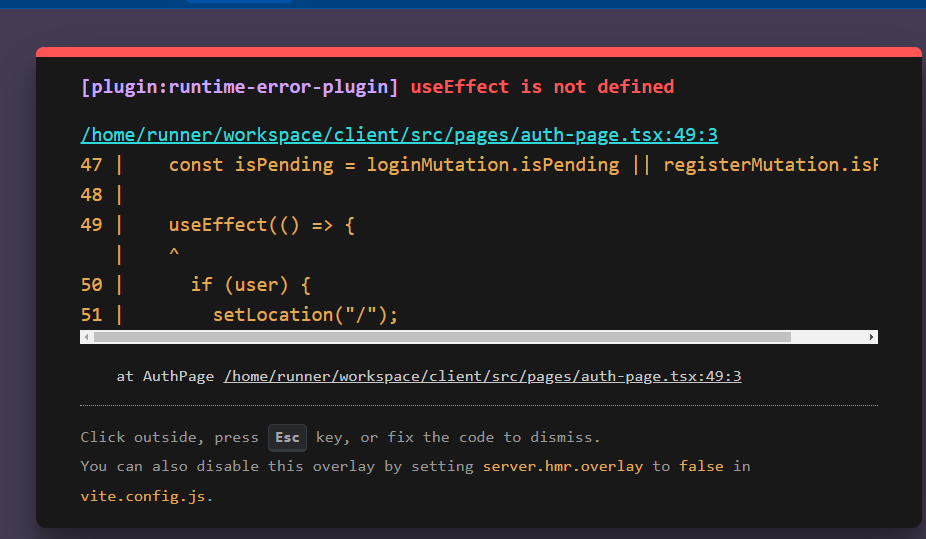 [plugin:runtime-error-plugin] useEffect is not defined
/home/runner/workspace/client/src/pages/auth-page.tsx:49:3
47 |    const isPending = loginMutation.isPending || registerMutation.isP
48 |
49 |    useEffect(() => {
   |    ^
50 |      if (user) {
51 |        setLocation("/");
at AuthPage /home/runner/workspace/client/src/pages/auth-page.tsx:49:3
Click outside, press Esc key, or fix the code to dismiss.
You can also disable this overlay by setting server.hmr.overlay to false in
vite.config.js.